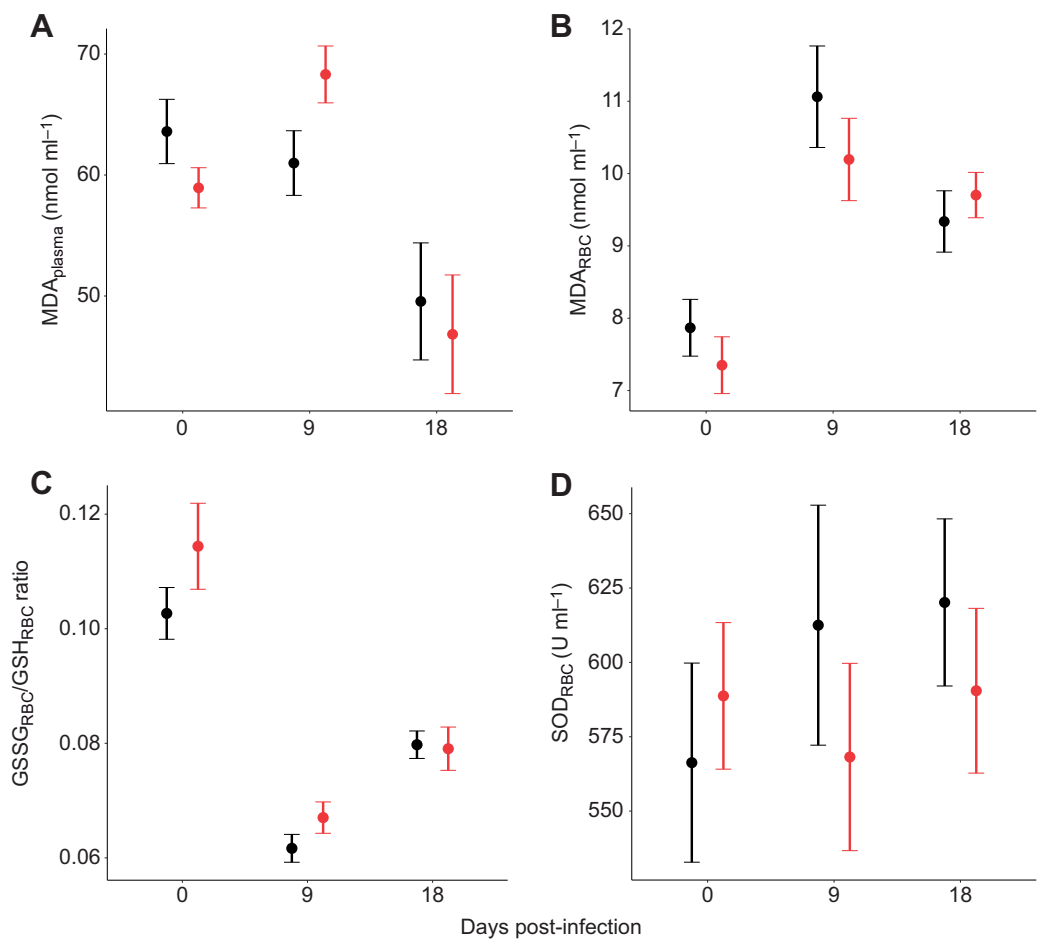 A
MDAplasma (nmol ml–1)
70
60
50
0 9 18
B
MDARBC (nmol ml–1)
12
11
10
9
8
7
0 9 18
C
GSSGRBC/GSHRBC ratio
0.12
0.10
0.08
0.06
0 9 18
D
SODRBC (U ml–1)
650
625
600
575
550
0 9 18
Days post-infection